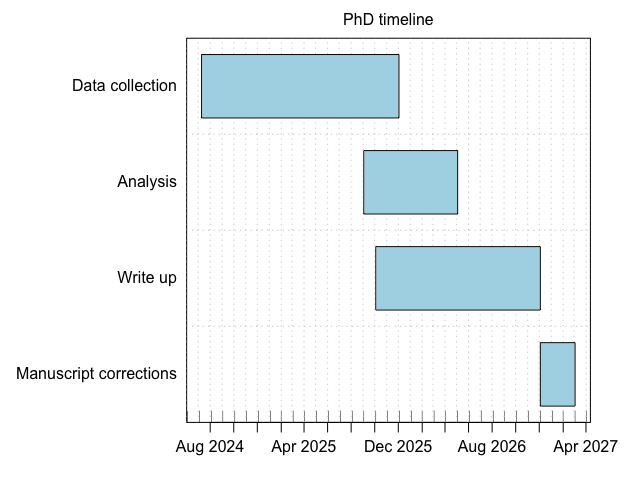 PhD timeline
Data collection
Analysis
Write up
Manuscript corrections
Aug 2024 Apr 2025 Dec 2025 Aug 2026 Apr 2027